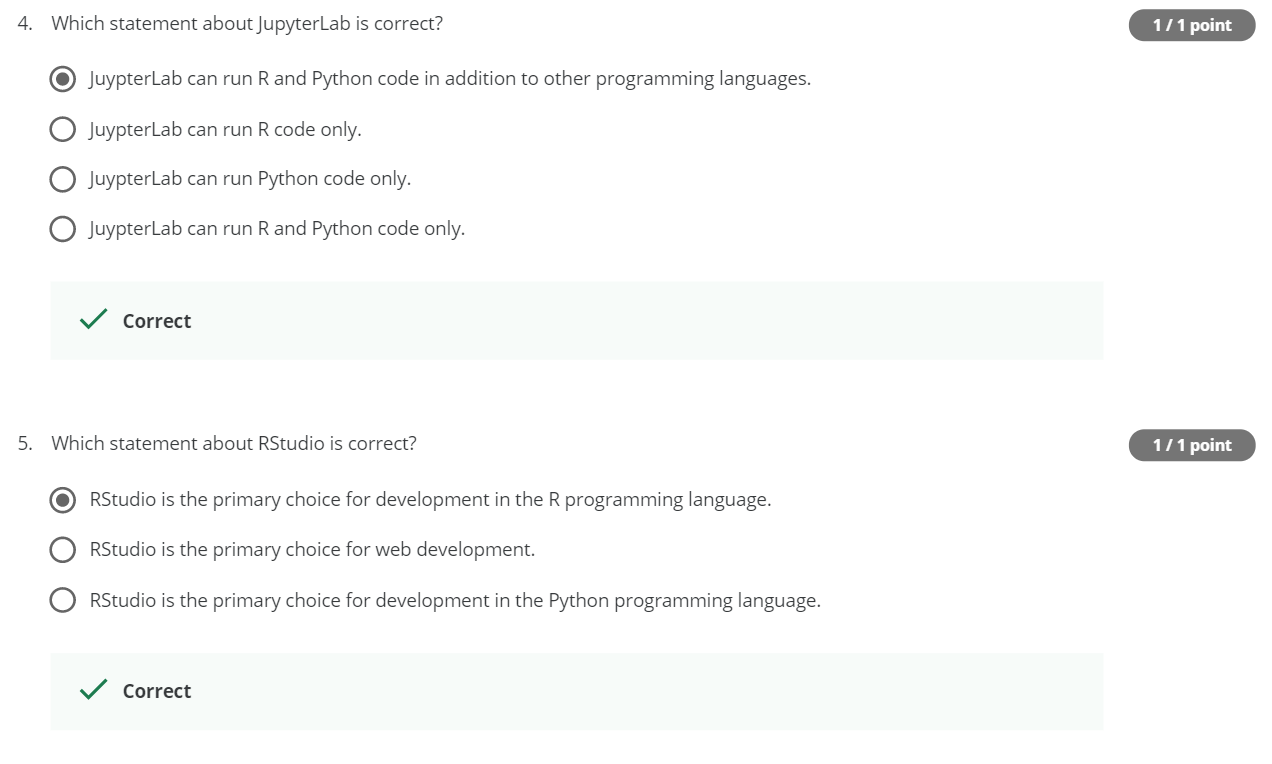 4. Which statement about JupyterLab is correct?
1 / 1 point
JuypterLab can run R and Python code in addition to other programming languages.
JuypterLab can run R code only.
JuypterLab can run Python code only.
JuypterLab can run R and Python code only.
Correct
5. Which statement about RStudio is correct?
1 / 1 point
RStudio is the primary choice for development in the R programming language.
RStudio is the primary choice for web development.
RStudio is the primary choice for development in the Python programming language.
Correct